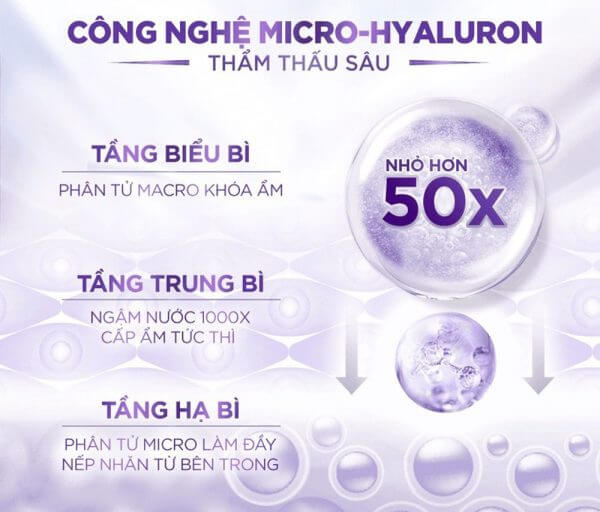 CÔNG NGHỆ MICRO-HYALURON
THẨM THẤU SÂU
TẦNG BIỂU BÌ
PHÂN TỬ MACRO KHÓA ẨM
NHỎ HƠN
50X
TẦNG TRUNG BÌ
NGẬM NƯỚC 1000X
CẤP ẨM TỨC THÌ
TẦNG HẠ BÌ
PHÂN TỬ MICRO LÀM ĐẦY
NẾP NHĂN TỪ BÊN TRONG